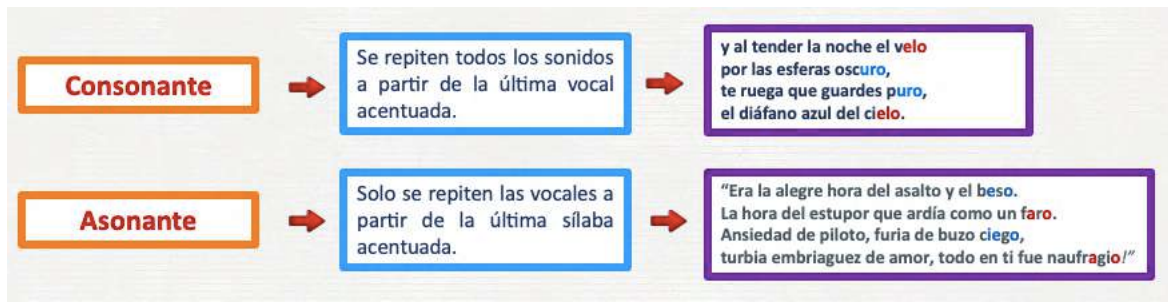 Consonante
Se repiten todos los sonidos
a partir de la última vocal
acentuada.
y al tender la noche el velo
por las esferas oscuro,
te ruega que guardes puro,
el diáfano azul del cielo.
Asonante
Solo se repiten las vocales a
partir de la última sílaba
acentuada.
“Era la alegre hora del asalto y el beso.
La hora del estupor que ardía como un faro.
Ansiedad de piloto, furia de buzo ciego,
turbia embriaguez de amor, todo en ti fue naufragio!”